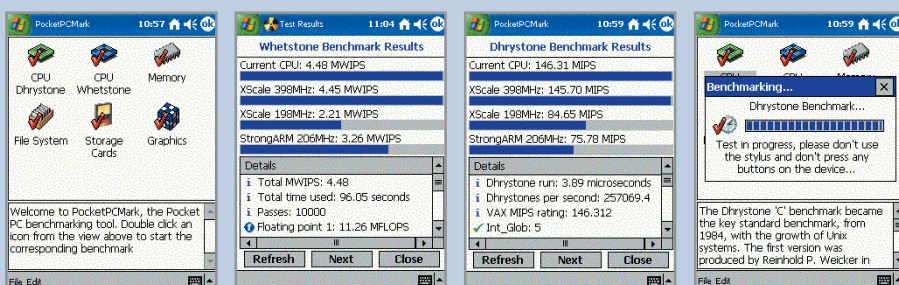 PocketPCMark 10:57 ok
CPU Dhrystone
CPU Whetstone
Memory
File System
Storage Cards
Graphics
Welcome to PocketPCMark, the Pocket
PC benchmarking tool. Double click an
icon from the view above to start the
corresponding benchmark
File Edit
Test Results 11:04 ok
Whetstone Benchmark Results
Current CPU: 4.48 MWIPS
XScale 398MHz: 4.45 MWIPS
XScale 198MHz: 2.21 MWIPS
StrongARM 206MHz: 3.26 MWIPS
Details
Total MWIPS: 4.48
Total time used: 96.05 seconds
Passes: 10000
Floating point 1: 11.26 MFLOPS
Refresh Next Close
PocketPCMark 10:59 ok
Dhrystone Benchmark Results
Current CPU: 146.31 MIPS
XScale 398MHz: 145.70 MIPS
XScale 198MHz: 84.65 MIPS
StrongARM 206MHz: 75.78 MIPS
Details
Dhrystone run: 3.89 microseconds
Dhrystones per second: 257069.4
VAX MIPS rating: 146.312
Int_Glob: 5
Refresh Next Close
PocketPCMark 10:59 ok
Benchmarking...
Dhrystone Benchmark...
Test in progress, please don't use
the stylus and don't press any
buttons on the device...
The Dhrystone 'C' benchmark became
the key standard benchmark, from
1984, with the growth of Unix
systems. The first version was
produced by Reinhold P. Weicker in
File Edit